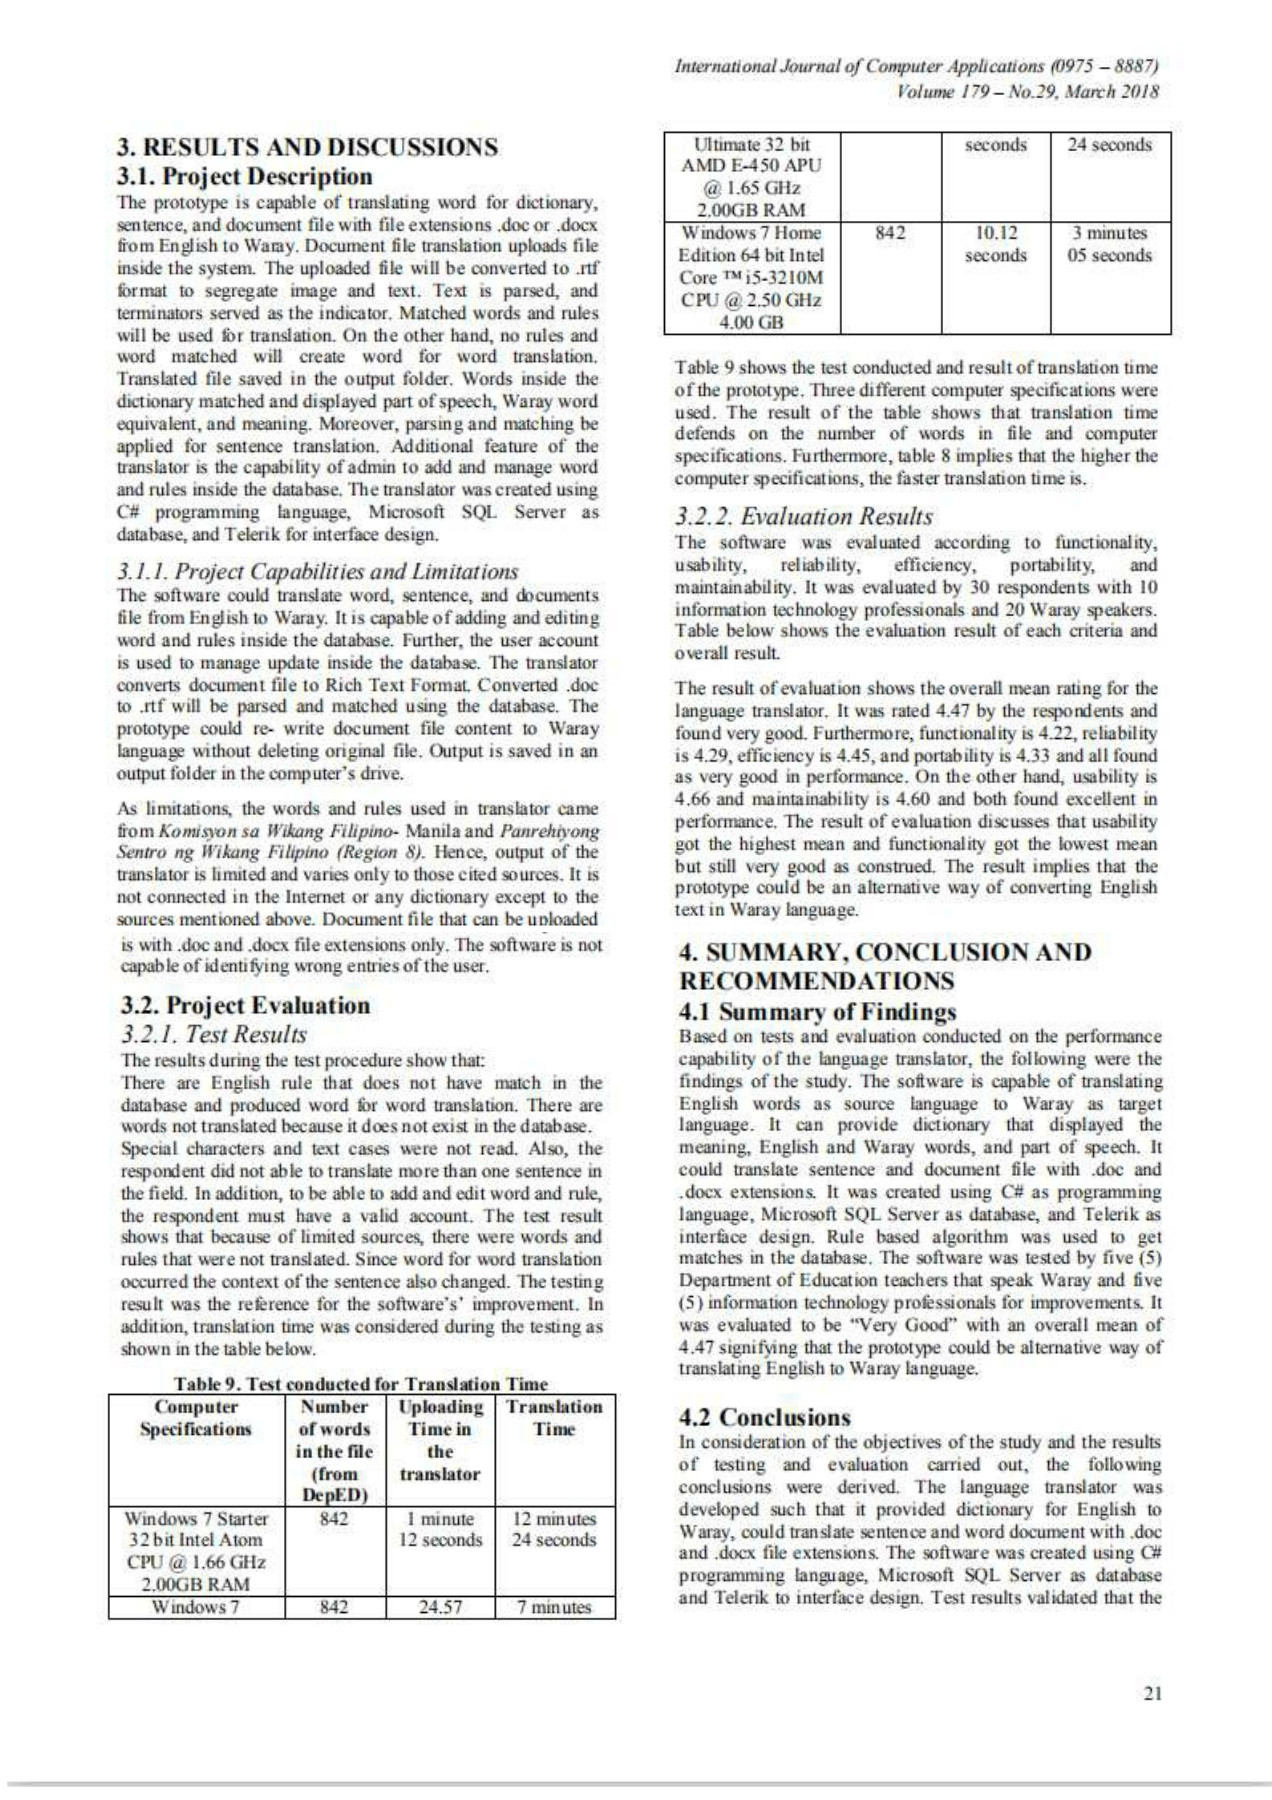 International Journal of Computer Applications (0975 – 8887)
Volume 179 – No.29, March 2018
3. RESULTS AND DISCUSSIONS
3.1. Project Description
The prototype is capable of translating word for dictionary,
sentence, and document file with file extensions .doc or .docx
from English to Waray. Document file translation uploads file
inside the system. The uploaded file will be converted to .rtf
format to segregate image and text. Text is parsed, and
terminators served as the indicator. Matched words and rules
will be used for translation. On the other hand, no rules and
word matched will create word for word translation.
Translated file saved in the output folder. Words inside the
dictionary matched and displayed part of speech, Waray word
equivalent, and meaning. Moreover, parsing and matching be
applied for sentence translation. Additional feature of the
translator is the capability of admin to add and manage word
and rules inside the database. The translator was created using
C# programming language, Microsoft SQL Server as
database, and Telerik for interface design.
3.1.1. Project Capabilities and Limitations
The software could translate word, sentence, and documents
file from English to Waray. It is capable of adding and editing
word and rules inside the database. Further, the user account
is used to manage update inside the database. The translator
converts document file to Rich Text Format. Converted .doc
to .rtf will be parsed and matched using the database. The
prototype could re- write document file content to Waray
language without deleting original file. Output is saved in an
output folder in the computer's drive.
As limitations, the words and rules used in translator came
from Komisyon sa Wikang Filipino- Manila and Panrehiyong
Sentro ng Wikang Filipino (Region 8). Hence, output of the
translator is limited and varies only to those cited sources. It is
not connected in the Internet or any dictionary except to the
sources mentioned above. Document file that can be uploaded
is with .doc and .docx file extensions only. The software is not
capable of identifying wrong entries of the user.
3.2. Project Evaluation
3.2.1. Test Results
The results during the test procedure show that:
There are English rule that does not have match in the
database and produced word for word translation. There are
words not translated because it does not exist in the database.
Special characters and text cases were not read. Also, the
respondent did not able to translate more than one sentence in
the field. In addition, to be able to add and edit word and rule,
the respondent must have a valid account. The test result
shows that because of limited sources, there were words and
rules that were not translated. Since word for word translation
occurred the context of the sentence also changed. The testing
result was the reference for the software's' improvement. In
addition, translation time was considered during the testing as
shown in the table below.
Table 9. Test conducted for Translation Time
Computer Number Uploading Translation
Specifications of words Time in Time
in the file the
(from translator
DepED)
Windows 7 Starter 842 1 minute 12 minutes
32 bit Intel Atom 12 seconds 24 seconds
CPU @ 1.66 GHz
2.00GB RAM
Windows 7 842 24.57 7 minutes
Ultimate 32 bit seconds 24 seconds
AMD E-450 APU
@ 1.65 GHz
2.00GB RAM
Windows 7 Home 842 10.12 3 minutes
Edition 64 bit Intel seconds 05 seconds
Core ™ i5-3210M
CPU @ 2.50 GHz
4.00 GB
Table 9 shows the test conducted and result of translation time
of the prototype. Three different computer specifications were
used. The result of the table shows that translation time
defends on the number of words in file and computer
specifications. Furthermore, table 8 implies that the higher the
computer specifications, the faster translation time is.
3.2.2. Evaluation Results
The software was evaluated according to functionality,
usability, reliability, efficiency, portability, and
maintainability. It was evaluated by 30 respondents with 10
information technology professionals and 20 Waray speakers.
Table below shows the evaluation result of each criteria and
overall result.
The result of evaluation shows the overall mean rating for the
language translator. It was rated 4.47 by the respondents and
found very good. Furthermore, functionality is 4.22, reliability
is 4.29, efficiency is 4.45, and portability is 4.33 and all found
as very good in performance. On the other hand, usability is
4.66 and maintainability is 4.60 and both found excellent in
performance. The result of evaluation discusses that usability
got the highest mean and functionality got the lowest mean
but still very good as construed. The result implies that the
prototype could be an alternative way of converting English
text in Waray language.
4. SUMMARY, CONCLUSION AND
RECOMMENDATIONS
4.1 Summary of Findings
Based on tests and evaluation conducted on the performance
capability of the language translator, the following were the
findings of the study. The software is capable of translating
English words as source language to Waray as target
language. It can provide dictionary that displayed the
meaning, English and Waray words, and part of speech. It
could translate sentence and document file with .doc and
.docx extensions. It was created using C# as programming
language, Microsoft SQL Server as database, and Telerik as
interface design. Rule based algorithm was used to get
matches in the database. The software was tested by five (5)
Department of Education teachers that speak Waray and five
(5) information technology professionals for improvements. It
was evaluated to be “Very Good” with an overall mean of
4.47 signifying that the prototype could be alternative way of
translating English to Waray language.
4.2 Conclusions
In consideration of the objectives of the study and the results
of testing and evaluation carried out, the following
conclusions were derived. The language translator was
developed such that it provided dictionary for English to
Waray, could translate sentence and word document with .doc
and .docx file extensions. The software was created using C#
programming language, Microsoft SQL Server as database
and Telerik to interface design. Test results validated that the
21